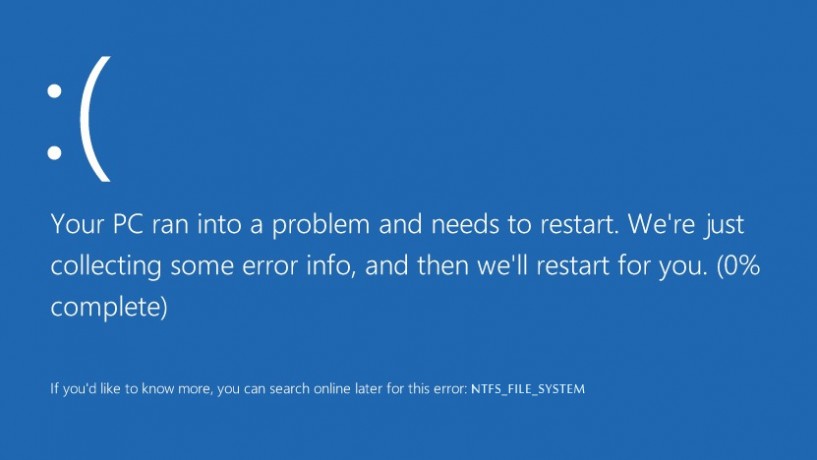 :(
Your PC ran into a problem and needs to restart. We're just
collecting some error info, and then we'll restart for you. (0%
complete)
If you'd like to know more, you can search online later for this error: NTFS_FILE_SYSTEM